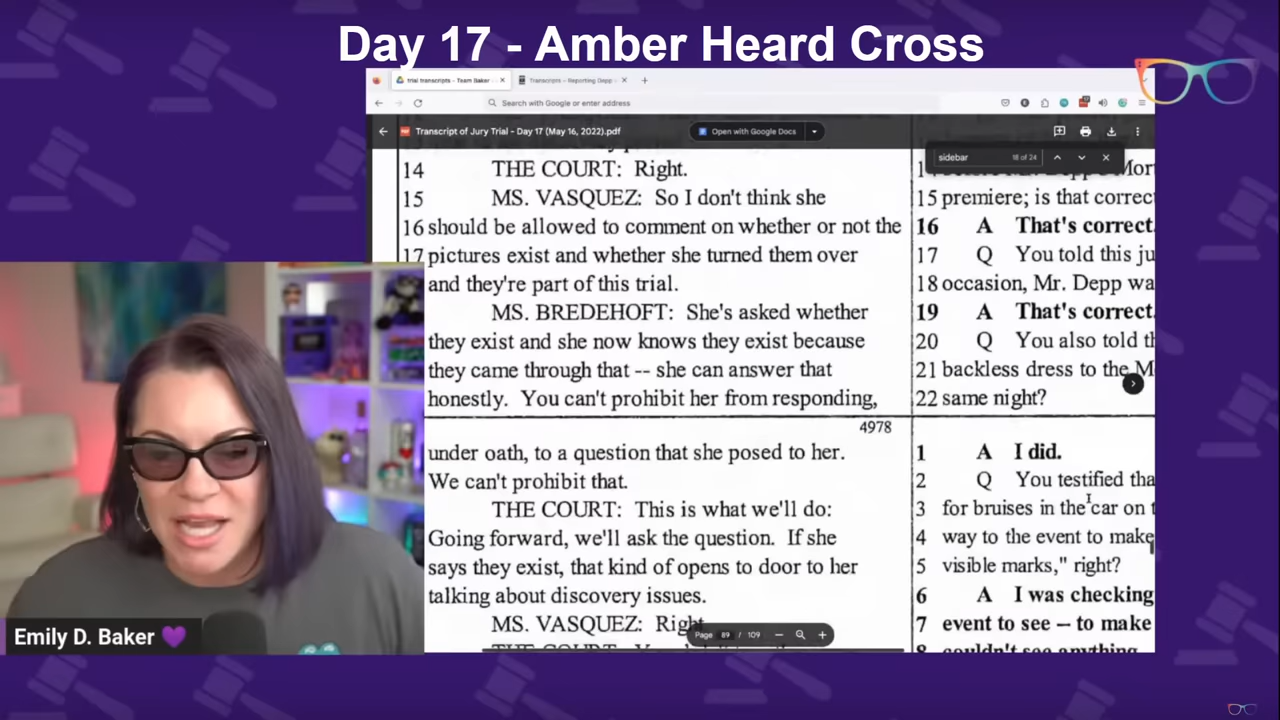 Day 17 - Amber Heard Cross
trial transcripts - Team Baker
Transcripts – Reporting Depp
Search with Google or enter address
Transcript of Jury Trial - Day 17 (May 16, 2022).pdf
Open with Google Docs
sidebar
18 of 24
14 THE COURT: Right.
15 MS. VASQUEZ: So I don't think she
16 should be allowed to comment on whether or not the
17 pictures exist and whether she turned them over
and they're part of this trial.
MS. BREDEHOFT: She's asked whether
they exist and she now knows they exist because
they came through that -- she can answer that
honestly. You can't prohibit her from responding,
4978
under oath, to a question that she posed to her.
We can't prohibit that.
THE COURT: This is what we'll do:
Going forward, we'll ask the question. If she
says they exist, that kind of opens to door to her
talking about discovery issues.
MS. VASQUEZ: Right
15 premiere; is that correc
16 A That's correct.
17 Q You told this ju
18 occasion, Mr. Depp wa
19 A That's correct.
20 Q You also told th
21 backless dress to the M
22 same night?
1 A I did.
2 Q You testified tha
3 for bruises in the car on t
4 way to the event to make
5 visible marks," right?
6 A I was checking
7 event to see – to make
8 couldn't see anything
Page 89 / 109
Emily D. Baker 💜